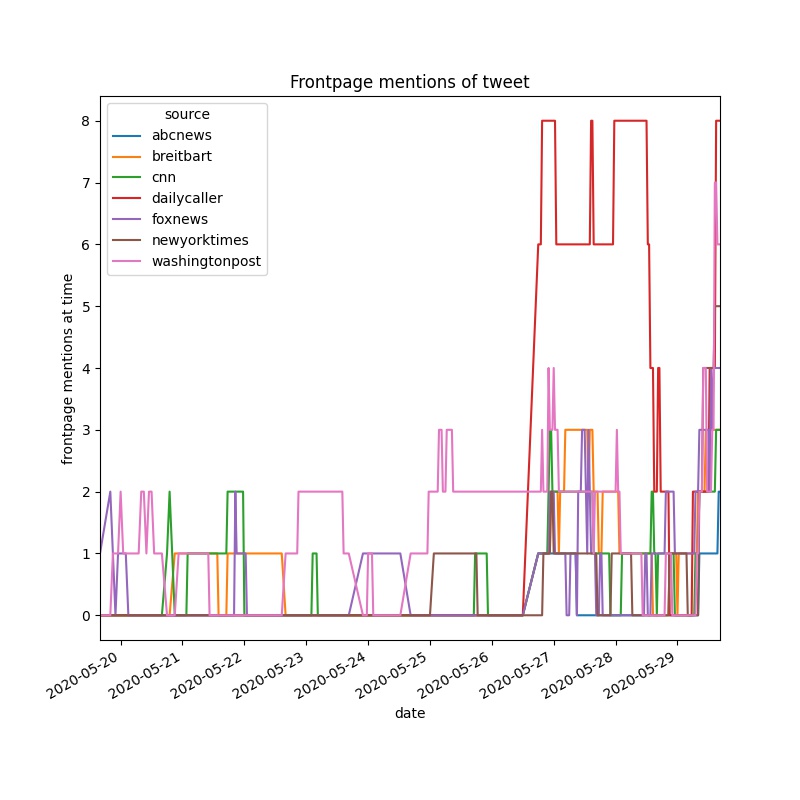 Frontpage mentions of tweet
source
abcnews
breitbart
cnn
dailycaller
foxnews
newyorktimes
washingtonpost
8
7
6
5
4
3
2
1
0
frontpage mentions at time
2020-05-20
2020-05-21
2020-05-22
2020-05-23
2020-05-24
2020-05-25
2020-05-26
2020-05-27
2020-05-28
2020-05-29
date